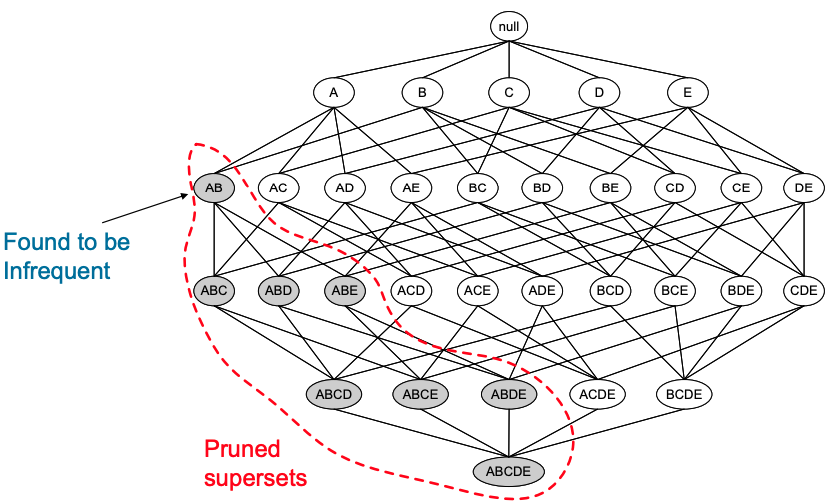 null
A B C D E
AB AC AD AE BC BD BE CD CE DE
Found to be
Infrequent
ABC ABD ABE ACD ACE ADE BCD BCE BDE CDE
ABCD ABCE ABDE ACDE BCDE
Pruned
supersets
ABCDE